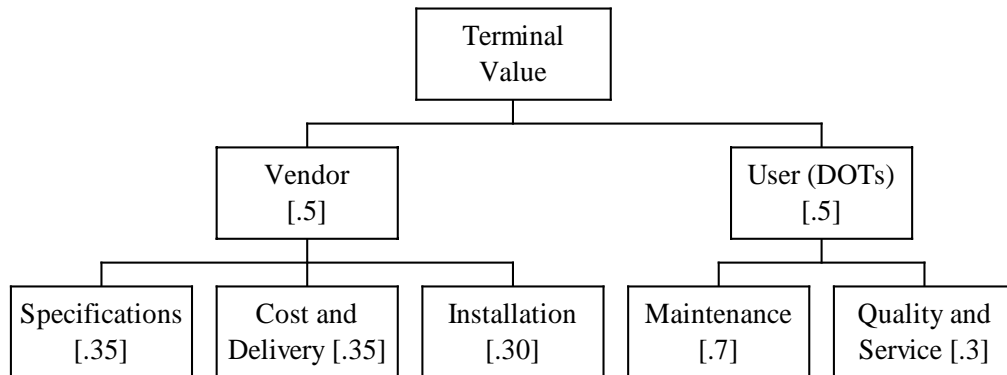 Terminal
Value
Vendor
[.5]
User (DOTs)
[.5]
Specifications
[.35]
Cost and
Delivery [.35]
Installation
[.30]
Maintenance
[.7]
Quality and
Service [.3]